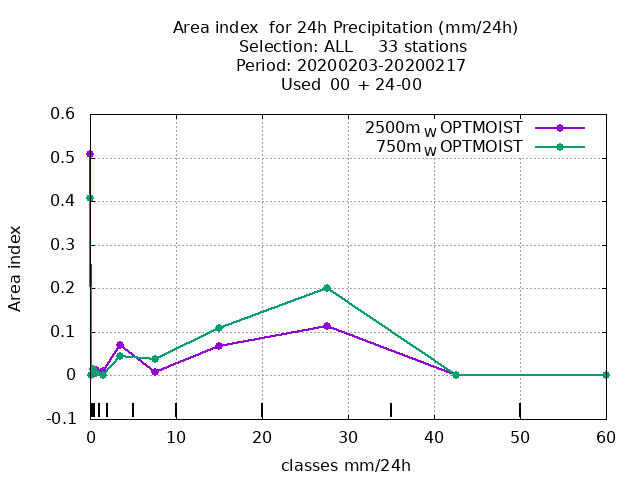 Area index  for 24h Precipitation (mm/24h)
Selection: ALL     33 stations
Period: 20200203-20200217
Used  00 + 24-00
2500m_W OPTMOIST
750m_W OPTMOIST
0.6
0.5
0.4
0.3
0.2
0.1
0
-0.1
Area index
0 10 20 30 40 50 60
classes mm/24h